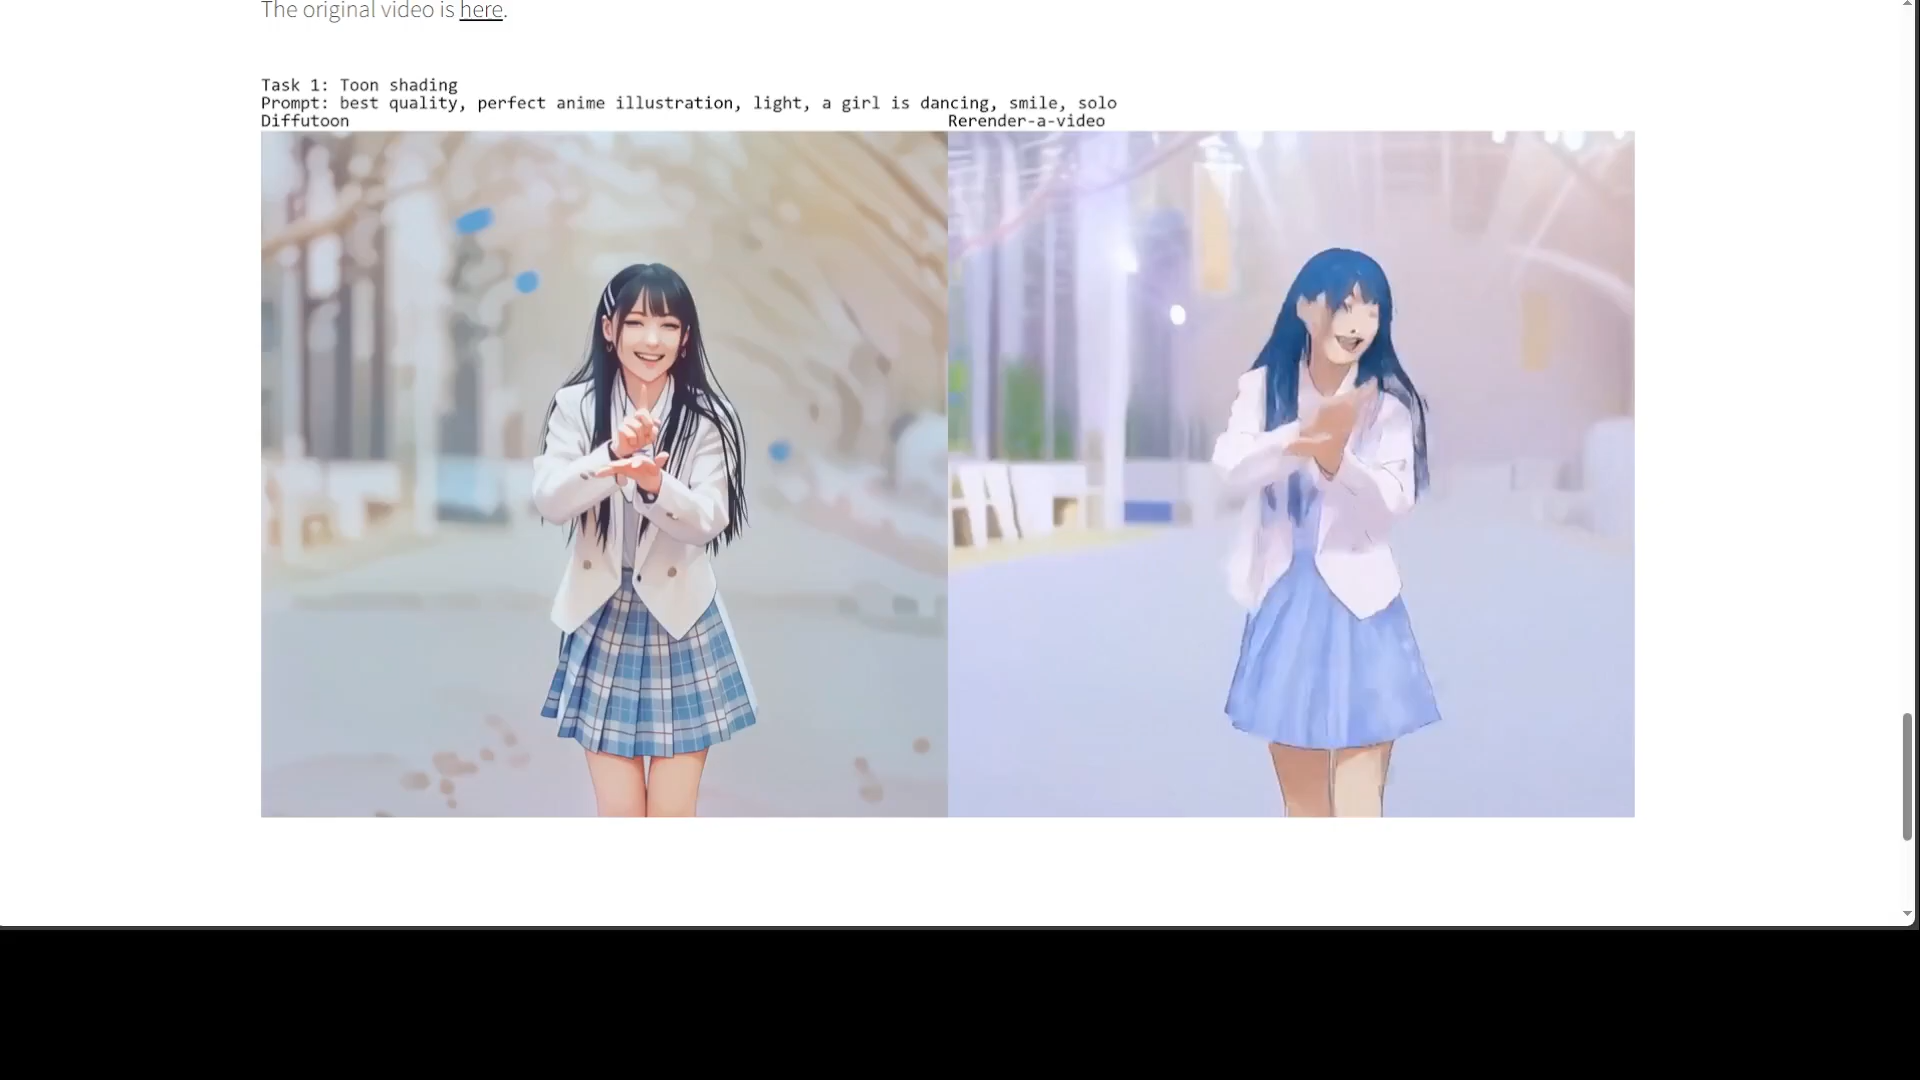 The original video is here.
Task 1: Toon shading
Prompt: best quality, perfect anime illustration, light, a girl is dancing, smile, solo
Diffutoon
Rerender-a-video